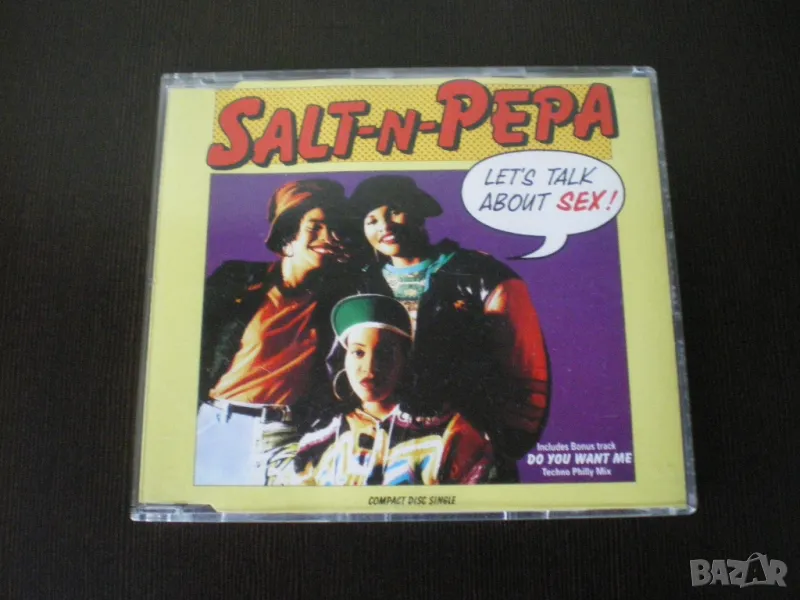 SALT-N-PEPA
LET'S TALK
ABOUT SEX!
Includes Bonus track
DO YOU WANT ME
Techno Philly Mix
COMPACT DISC SINGLE
BAZAR